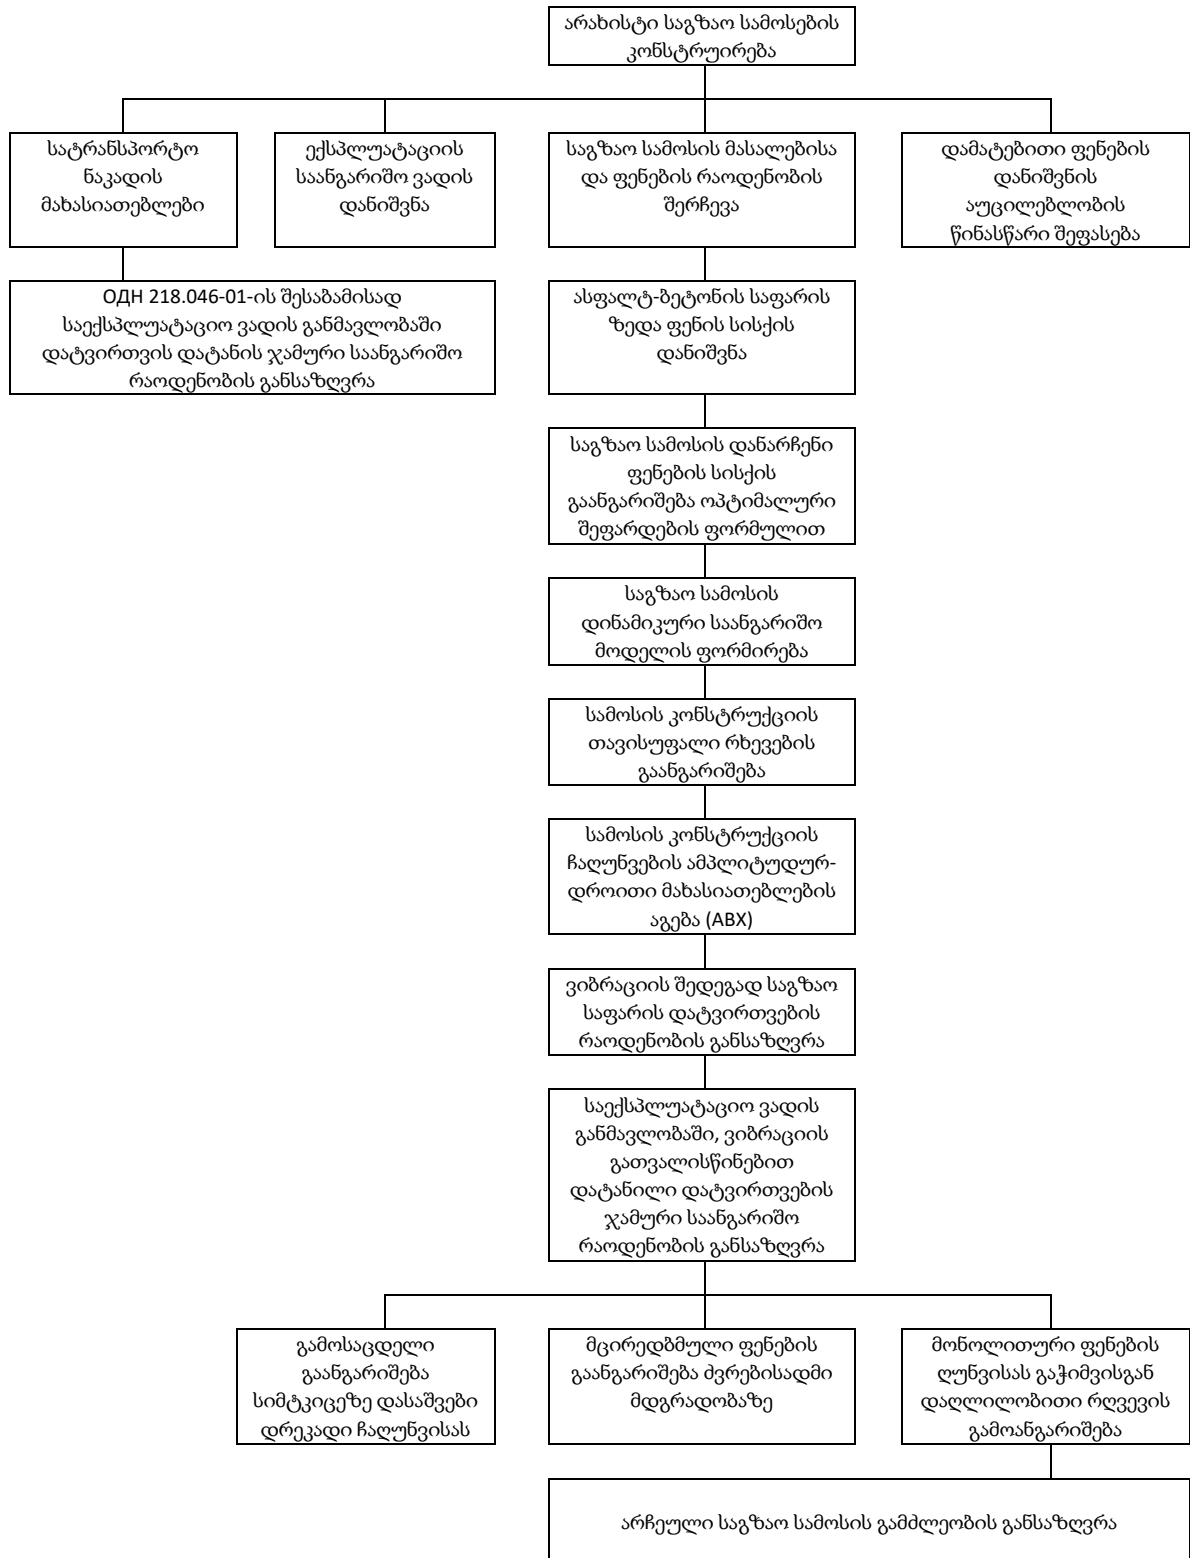 არახისტი საგზაო სამოსების
კონსტრუირება
სატრანსპორტო
ნაკადის
მახასიათებლები
ექსპლუატაციის
საანგარიშო ვადის
დანიშვნა
საგზაო სამოსის მასალებისა
და ფენების რაოდენობის
შერჩევა
დამატებითი ფენების
დანიშვნის
აუცილებლობის
წინასწარი შეფასება
ОДН 218.046-01-ის შესაბამისად
საექსპლუატაციო ვადის განმავლობაში
დატვირთვის დატანის ჯამური საანგარიშო
რაოდენობის განსაზღვრა
ასფალტ-ბეტონის საფარის
ზედა ფენის სისქის
დანიშვნა
საგზაო სამოსის დანარჩენი
ფენების სისქის
გაანგარიშება ოპტიმალური
შეფარდების ფორმულით
საგზაო სამოსის
დინამიკური საანგარიშო
მოდელის ფორმირება
სამოსის კონსტრუქციის
თავისუფალი რხევების
გაანგარიშება
სამოსის კონსტრუქციის
ჩაღუნვების ამპლიტუდურ-
დროითი მახასიათებლების
აგება (ABX)
ვიბრაციის შედეგად საგზაო
საფარის დატვირთვების
რაოდენობის განსაზღვრა
საექსპლუატაციო ვადის
განმავლობაში, ვიბრაციის
გათვალისწინებით
დატანილი დატვირთვების
ჯამური საანგარიშო
რაოდენობის განსაზღვრა
გამოსაცდელი
გაანგარიშება
სიმტკიცეზე დასაშვები
დრეკადი ჩაღუნვისას
მცირედბმული ფენების
გაანგარიშება ძვრებისადმი
მდგრადობაზე
მონოლითური ფენების
ღუნვისას გაჭიმვისგან
დაღლილობითი რღვევის
გამოანგარიშება
არჩეული საგზაო სამოსის გამძლეობის განსაზღვრა